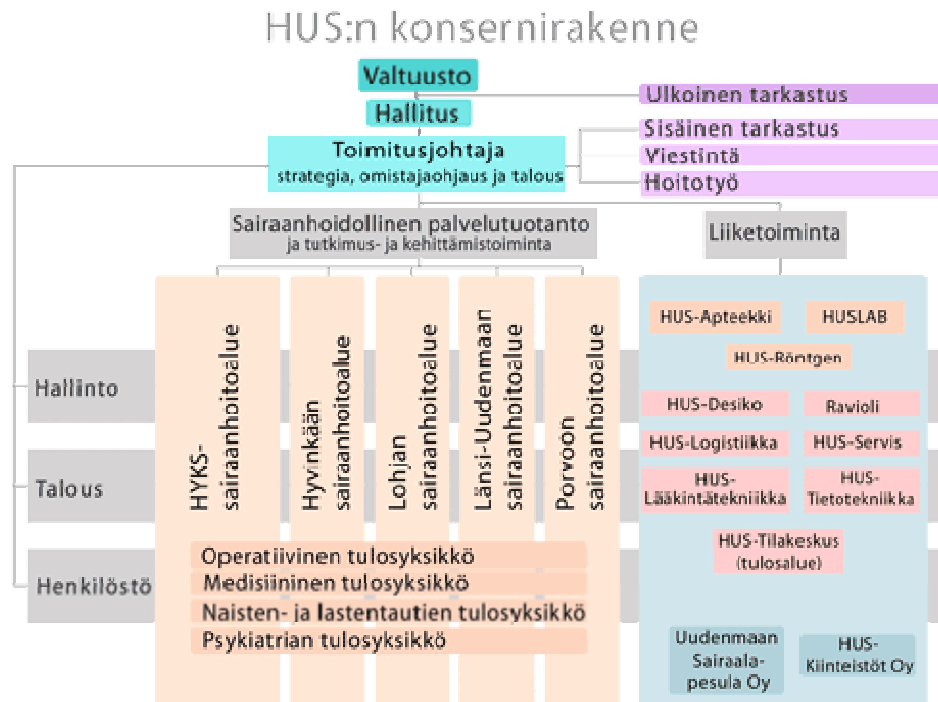 HUS:n konsernirakenne
Valtuusto
Ulkoinen tarkastus
Hallitus
Sisäinen tarkastus
Toimitusjohtaja
strategia, omistajaohjaus ja talous
Viestintä
Hoitotyö
Sairaanhoidollinen palvelutuotanto
ja tutkimus- ja kehittämistoiminta
Liiketoiminta
HYKS-
sairaanhoitoalue
Hyvinkään
sairaanhoitoalue
Lohjan
sairaanhoitoalue
Länsi-Uudenmaan
sairaanhoitoalue
Porvoon
sairaanhoitoalue
Hallinto
Talous
Henkilöstö
Operatiivinen tulosyksikkö
Medisiininen tulosyksikkö
Naisten- ja lastentautien tulosyksikkö
Psykiatrian tulosyksikkö
HUS-Apteekki
HUSLAB
HUS-Röntgen
HUS-Desiko
Ravioli
HUS-Logistiikka
HUS-Servis
HUS-
Lääkintätekniikka
HUS-
Tietotekniikka
HUS-Tilakeskus
(tulosalue)
Uudenmaan
Sairaala-
pesula Oy
HUS-
Kiinteistöt Oy